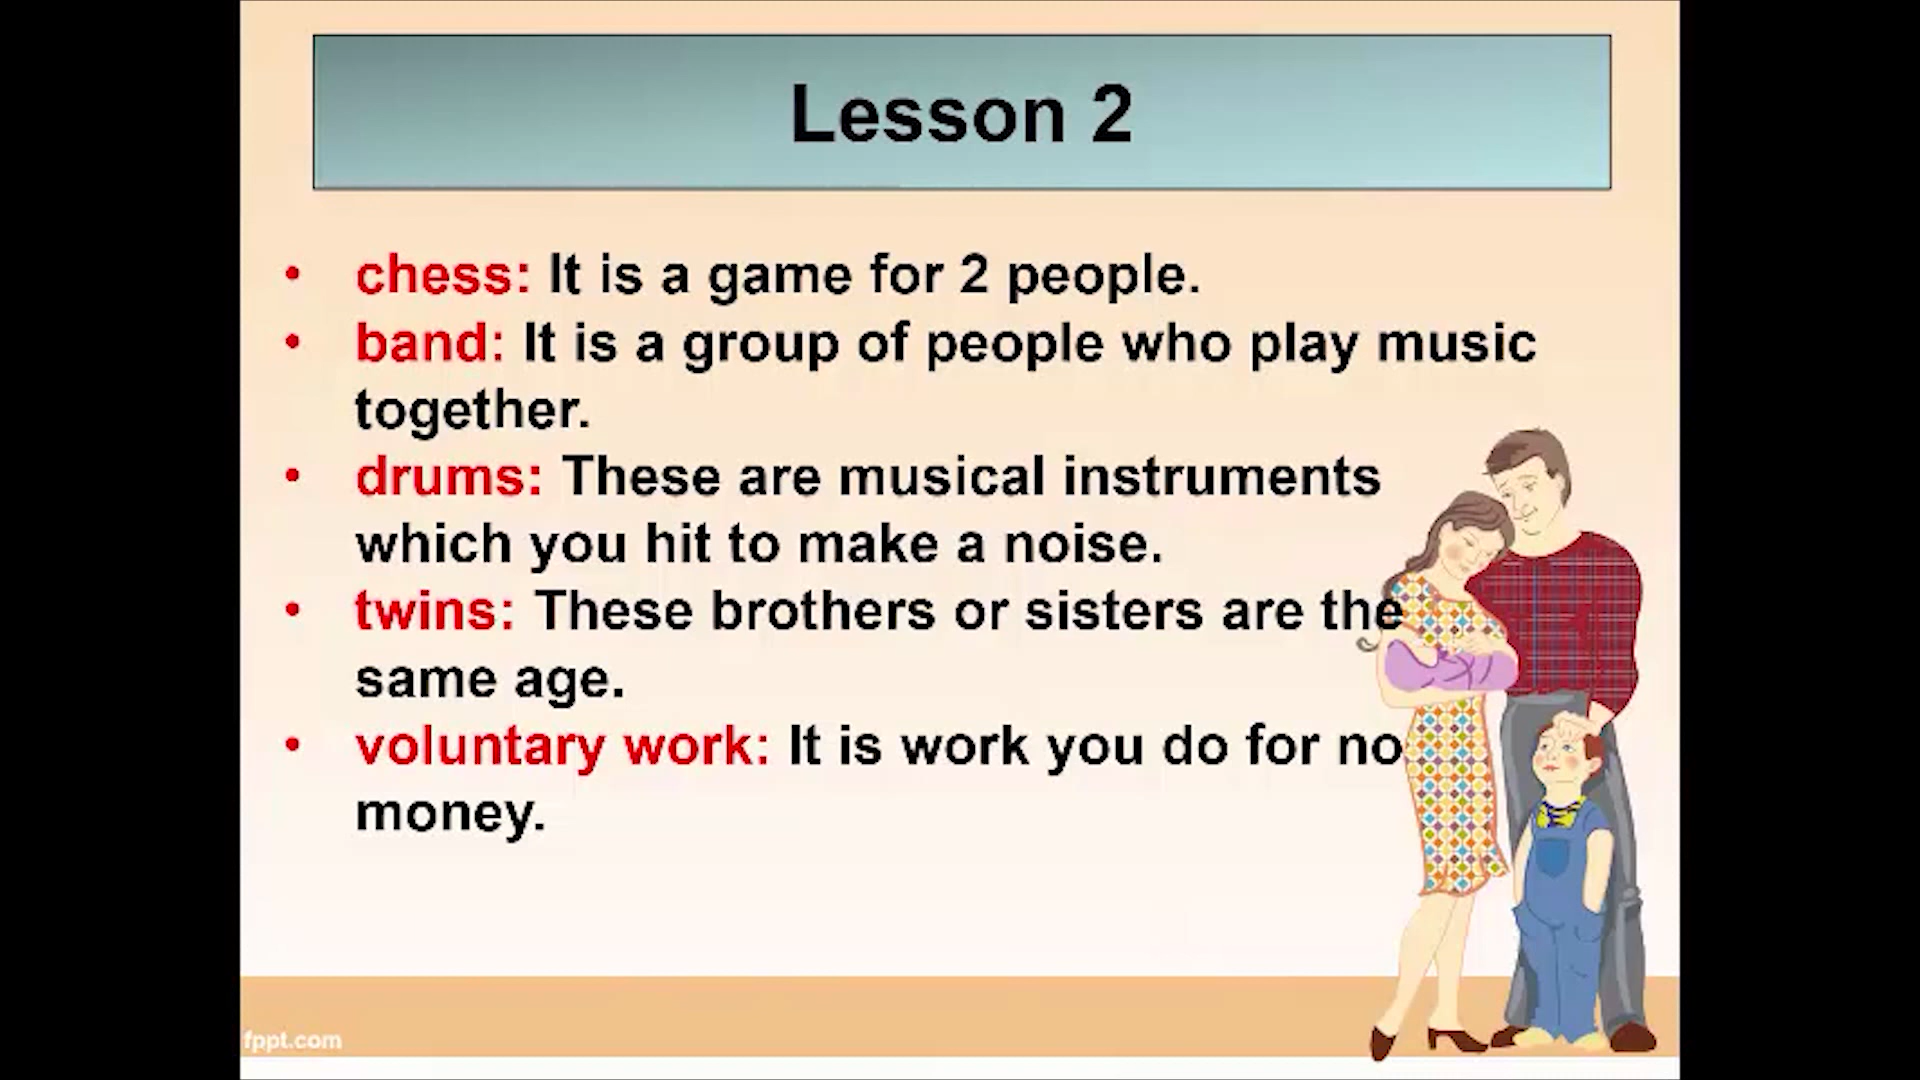 Lesson 2
• chess: It is a game for 2 people.
• band: It is a group of people who play music
together.
• drums: These are musical instruments
which you hit to make a noise.
• twins: These brothers or sisters are the
same age.
• voluntary work: It is work you do for no
money.
fppt.com